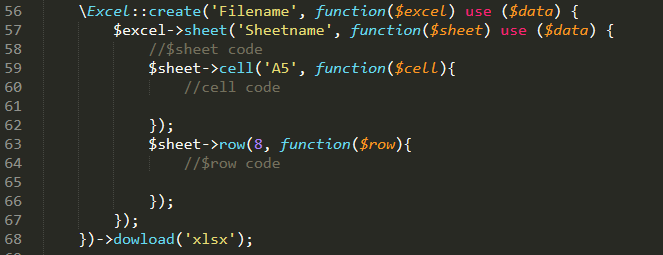 56 \Excel::create('Filename', function($excel) use ($data) {
57 $excel->sheet('Sheetname', function($sheet) use ($data) {
58 //$sheet code
59 $sheet->cell('A5', function($cell){
60 //cell code
61
62 });
63 $sheet->row(8, function($row){
64 //$row code
65
66 });
67 });
68 })->dowload('xlsx');